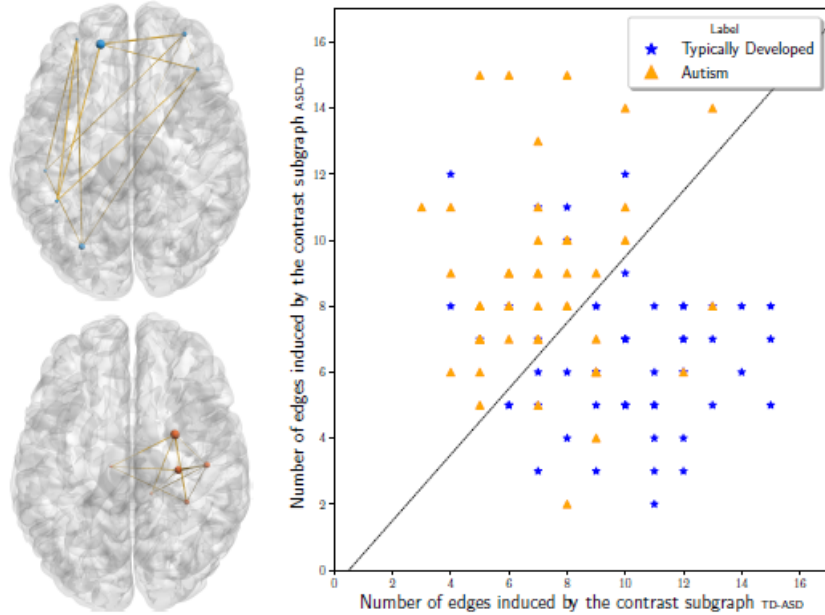 Label
Typically Developed
Autism
Number of edges induced by the contrast subgraph ASD-TD
16
14
12
10
8
6
4
2
0
0 2 4 6 8 10 12 14 16
Number of edges induced by the contrast subgraph TD-ASD